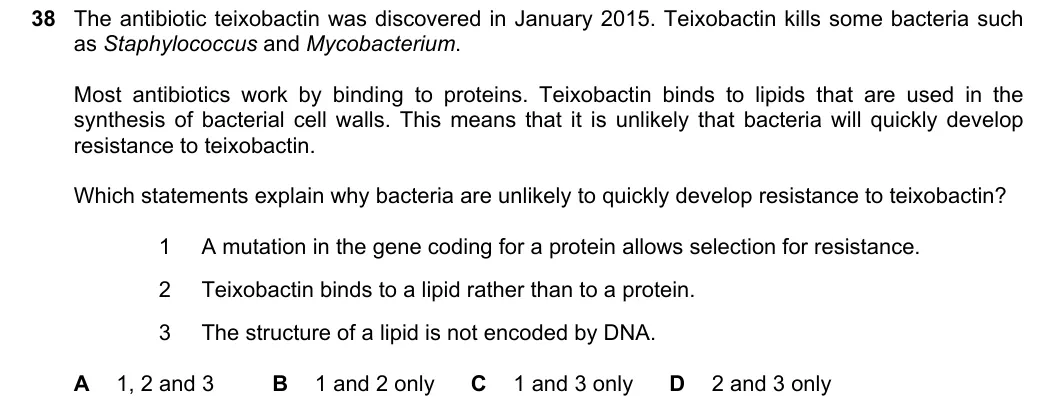 38 The antibiotic teixobactin was discovered in January 2015. Teixobactin kills some bacteria such
as Staphylococcus and Mycobacterium.
Most antibiotics work by binding to proteins. Teixobactin binds to lipids that are used in the
synthesis of bacterial cell walls. This means that it is unlikely that bacteria will quickly develop
resistance to teixobactin.
Which statements explain why bacteria are unlikely to quickly develop resistance to teixobactin?
1 A mutation in the gene coding for a protein allows selection for resistance.
2 Teixobactin binds to a lipid rather than to a protein.
3 The structure of a lipid is not encoded by DNA.
A 1, 2 and 3 B 1 and 2 only C 1 and 3 only D 2 and 3 only